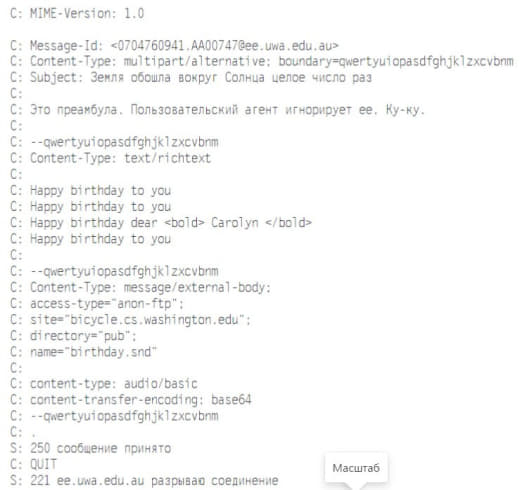 C: MIME-Version: 1.0
C: Message-Id: <0704760941.AA00747@ee.uwa.edu.au>
C: Content-Type: multipart/alternative; boundary=qwertyuiopasdfghjklzxcvbnm
C: Subject: Земля обошла вокруг Солнца целое число раз
C:
C: Это преамбула. Пользовательский агент игнорирует ее. Ку-ку.
C:
C: --qwertyuiopasdfghjklzxcvbnm
C: Content-Type: text/richtext
C:
C: Happy birthday to you
C: Happy birthday to you
C: Happy birthday dear <bold> Carolyn </bold>
C: Happy birthday to you
C:
C: --qwertyuiopasdfghjklzxcvbnm
C: Content-Type: message/external-body;
C: access-type="anon-ftp";
C: site="bicycle.cs.washington.edu";
C: directory="pub";
C: name="birthday.snd"
C:
C: content-type: audio/basic
C: content-transfer-encoding: base64
C: --qwertyuiopasdfghjklzxcvbnm
C: .
S: 250 сообщение принято
C: QUIT
S: 221 ee.uwa.edu.au разрываю соединение
Масштаб